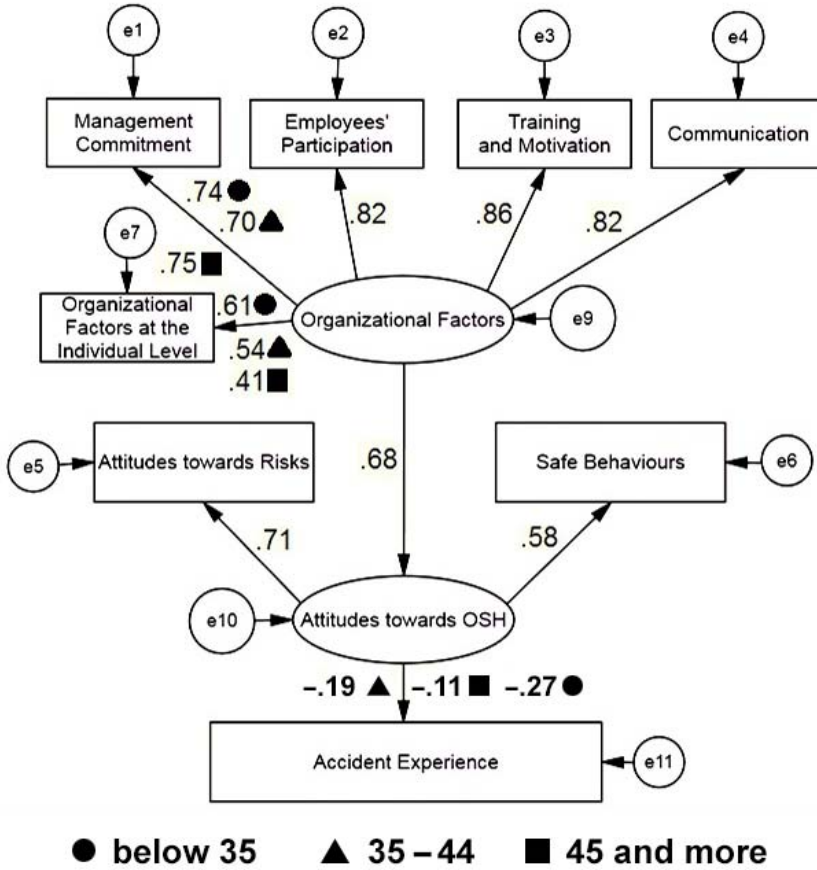 e1
e2
e3
e4
Management
Commitment
Employees'
Participation
Training
and Motivation
Communication
.74
.70
.82
.86
.82
e7
.75
Organizational
Factors at the
Individual Level
.61
.54
.41
Organizational Factors
e9
e5
Attitudes towards Risks
.68
Safe Behaviours
e6
.71
.58
e10
Attitudes towards OSH
–.19
–.11
–.27
Accident Experience
e11
below 35
35 – 44
45 and more